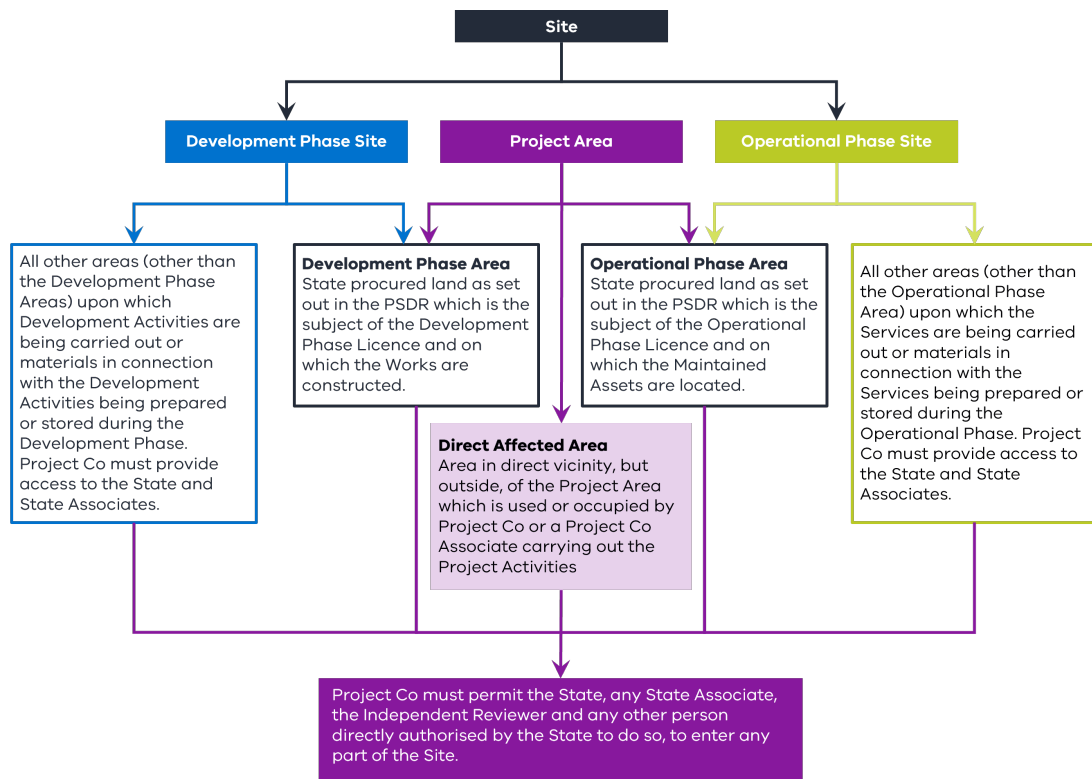 Site
Development Phase Site
Project Area
Operational Phase Site
All other areas (other than
the Development Phase
Areas) upon which
Development Activities are
being carried out or
materials in connection
with the Development
Activities being prepared
or stored during the
Development Phase.
Project Co must provide
access to the State and
State Associates.
Development Phase Area
State procured land as set
out in the PSDR which is the
subject of the Development
Phase Licence and on
which the Works are
constructed.
Operational Phase Area
State procured land as set
out in the PSDR which is the
subject of the Operational
Phase Licence and on
which the Maintained
Assets are located.
All other areas (other than
the Operational Phase
Area) upon which the
Services are being carried
out or materials in
connection with the
Services being prepared or
stored during the
Operational Phase. Project
Co must provide access to
the State and State
Associates.
Direct Affected Area
Area in direct vicinity, but
outside, of the Project Area
which is used or occupied by
Project Co or a Project Co
Associate carrying out the
Project Activities
Project Co must permit the State, any State Associate,
the Independent Reviewer and any other person
directly authorised by the State to do so, to enter any
part of the Site.